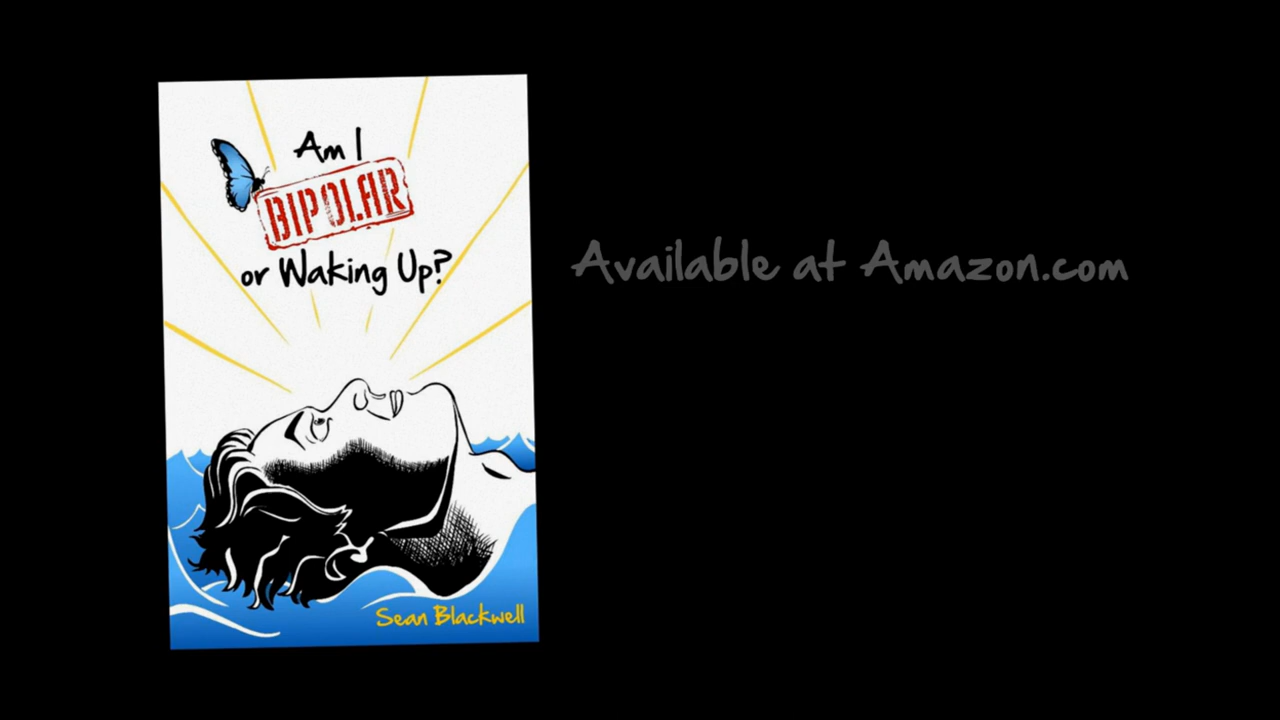 Am I
BIPOLAR
or Waking Up?
Sean Blackwell
Available at Amazon.com